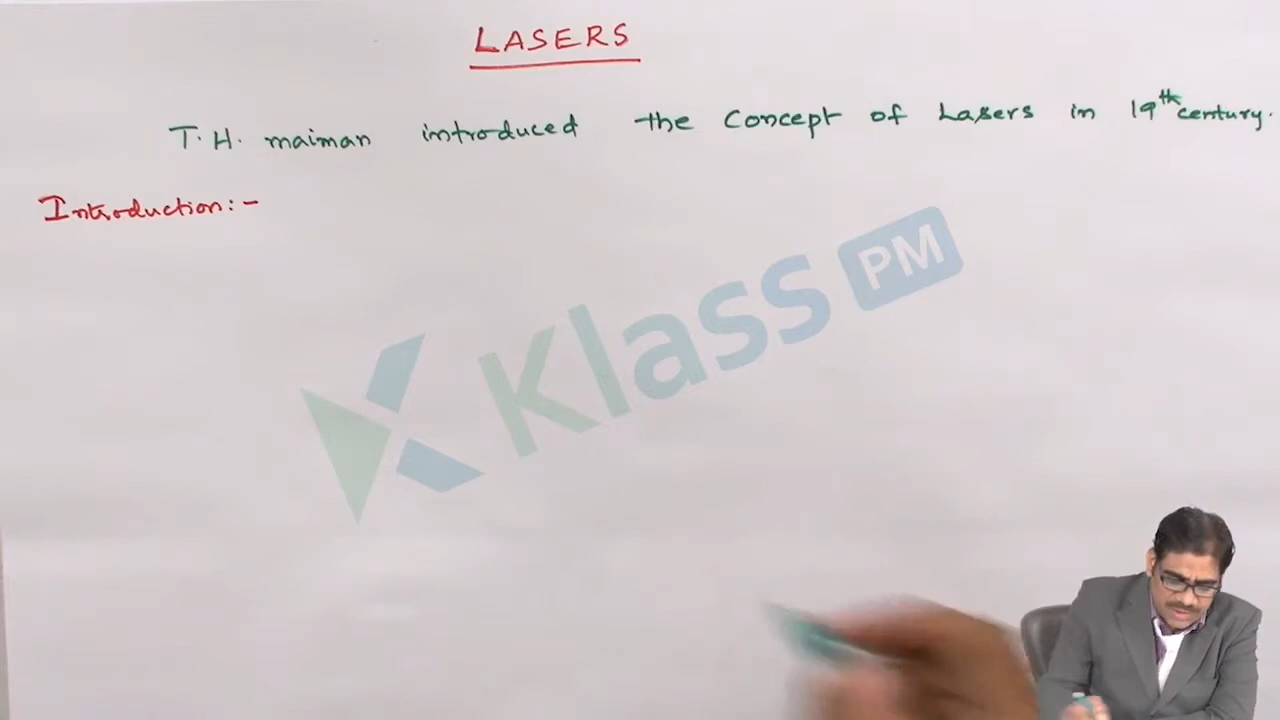 LASERS
T. H. maiman introduced the concept of Lasers in 19th century.
Introduction:-
Klass PM